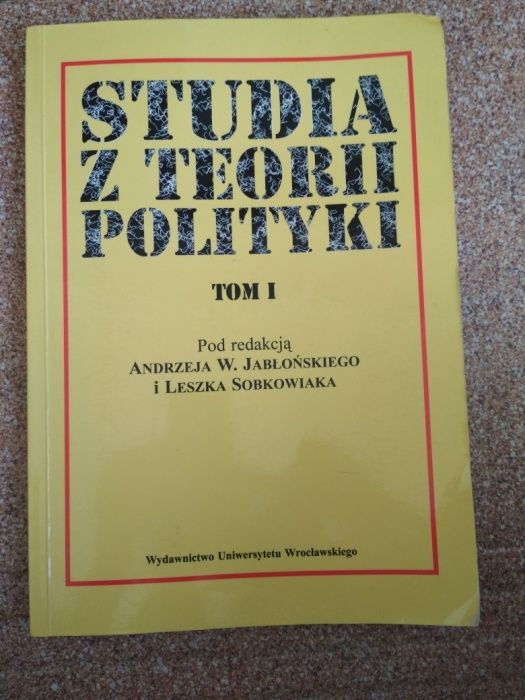 STUDIA
Z TEORII
POLITYKI
TOM I
Pod redakcją
ANDRZEJA W. JABŁOŃSKIEGO
i LESZKA SOBKOWIAKA
Wydawnictwo Uniwersytetu Wrocławskiego